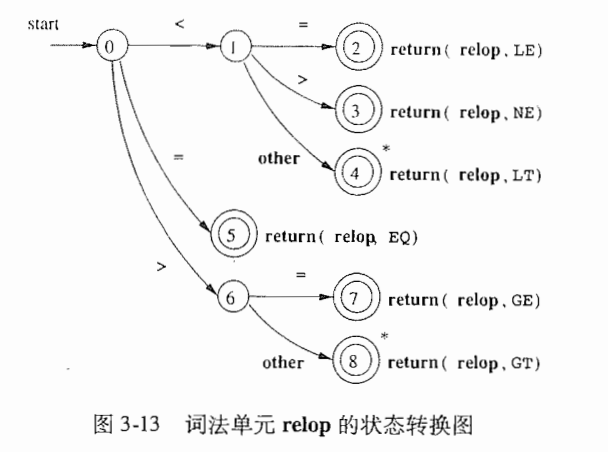 start
0 < 1 = 2 return( relop, LE)
> 3 return( relop, NE)
other 4 * return( relop, LT)
= 5 return( relop, EQ)
> 6 = 7 return( relop, GE)
other 8 * return( relop, GT)
图 3-13 词法单元 relop 的状态转换图